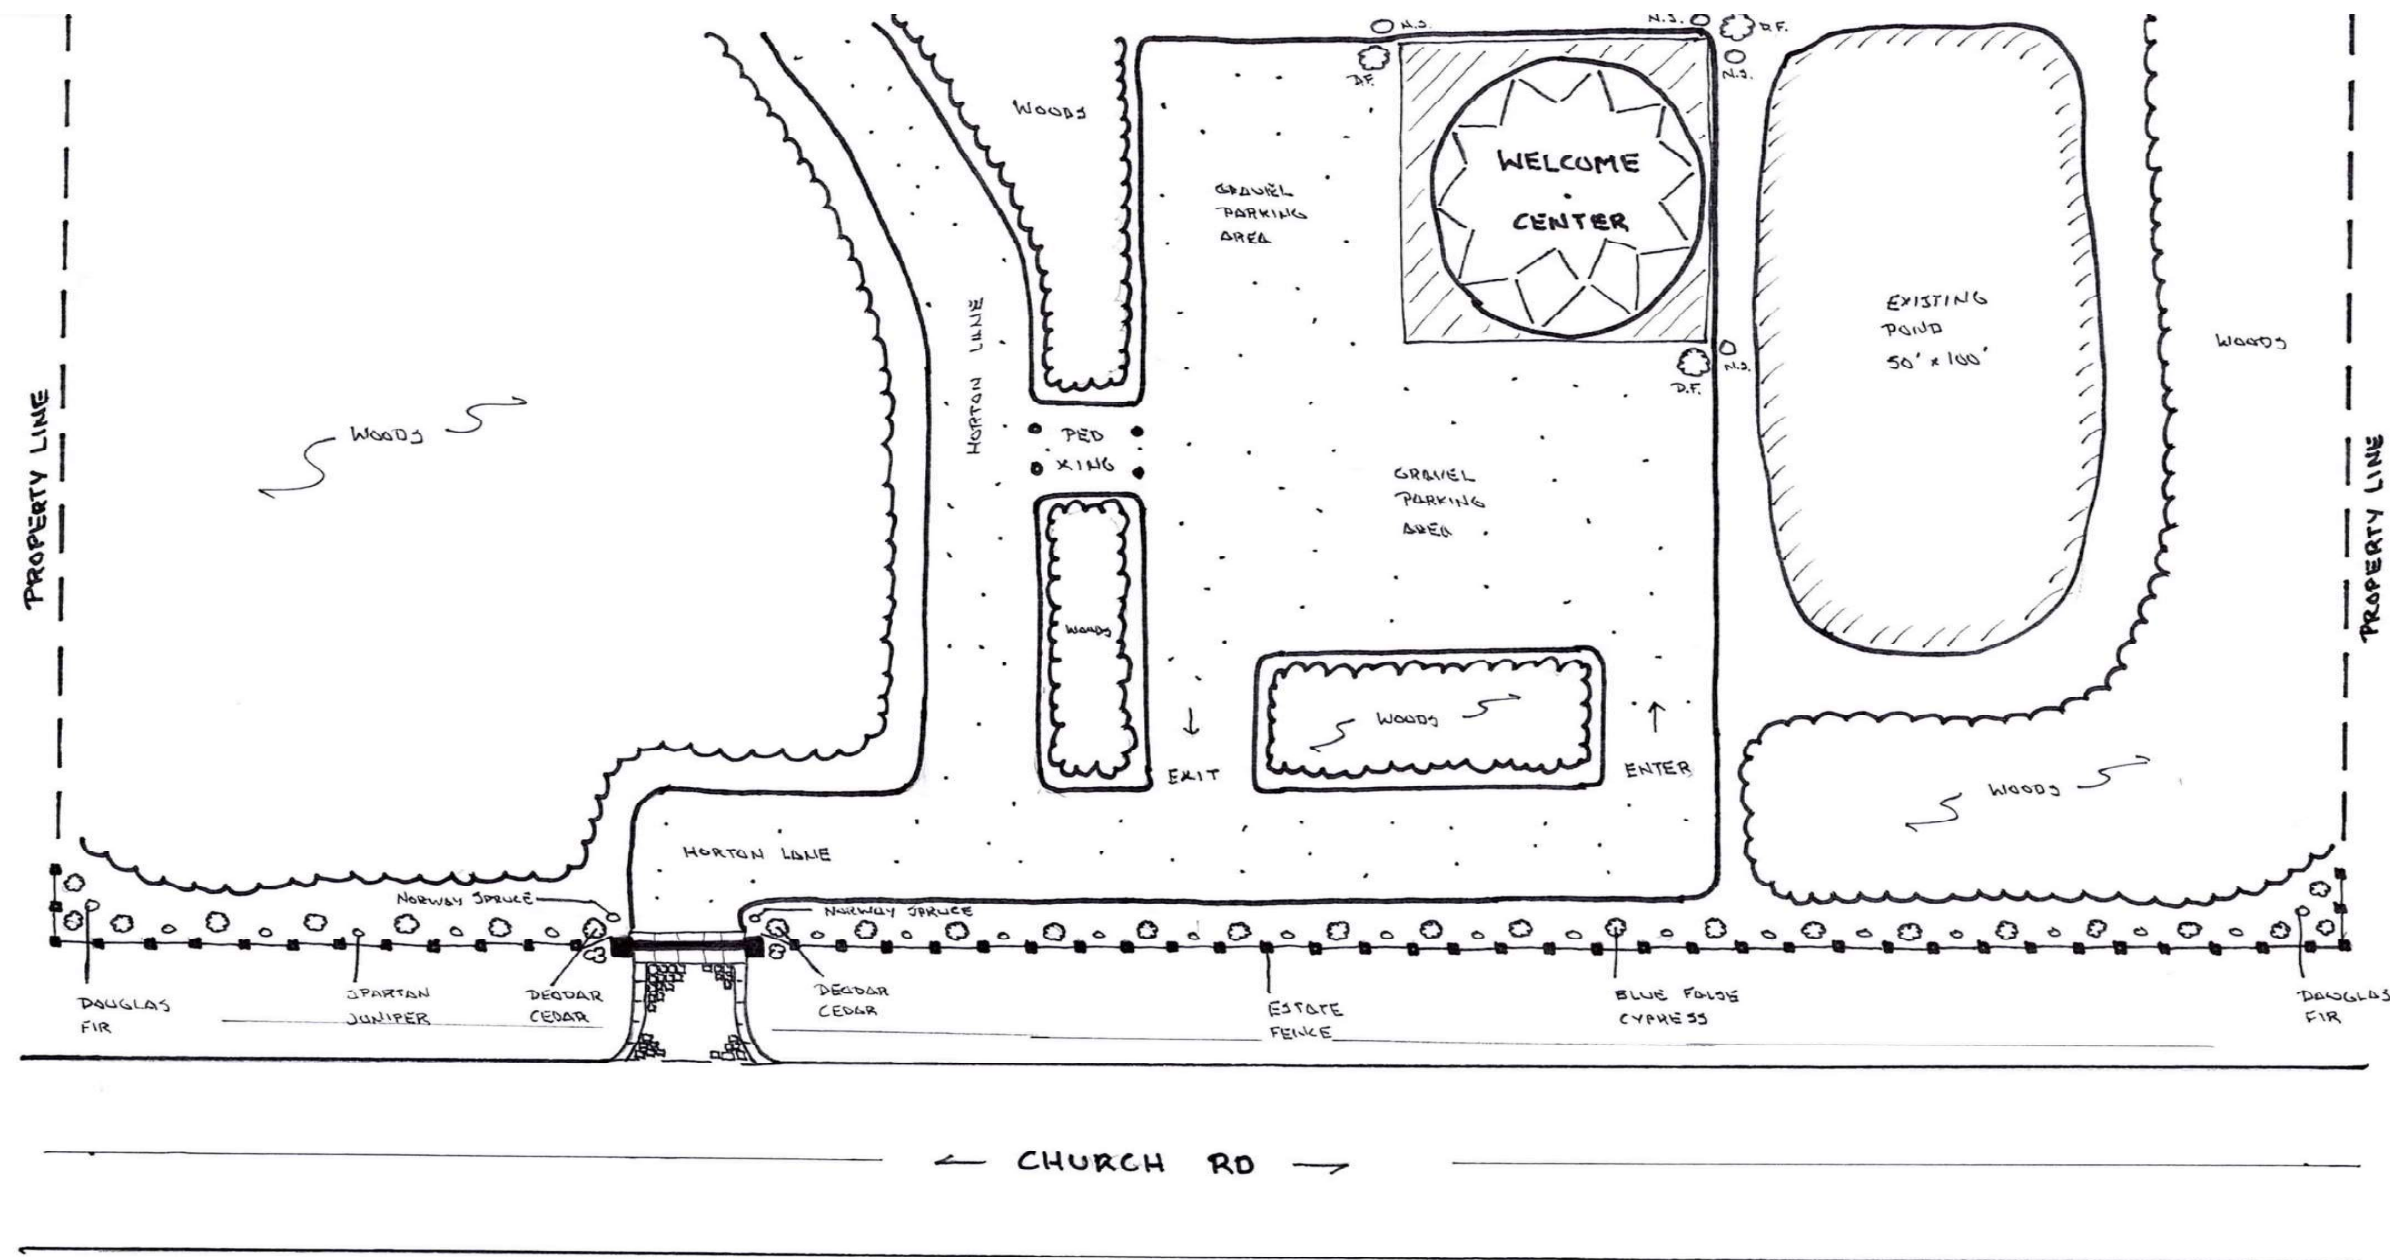 N.S.
N.S.
D.F.
D.F.
N.S.
WOODS
WELCOME
CENTER
GRAVEL
PARKING
AREA
EXISTING
POND
50' x 100'
WOODS
HORTON LANE
N.S.
D.F.
PROPERTY LINE
WOODS
PED
XING
GRAVEL
PARKING
AREA
PROPERTY LINE
WOODS
WOODS
EXIT
ENTER
WOODS
HORTON LANE
NORWAY SPRUCE
NORWAY SPRUCE
DOUGLAS
FIR
SPARTAN
JUNIPER
DEODAR
CEDAR
DEODAR
CEDAR
ESTATE
FENCE
BLUE FALSE
CYPRESS
DOUGLAS
FIR
← CHURCH RD →